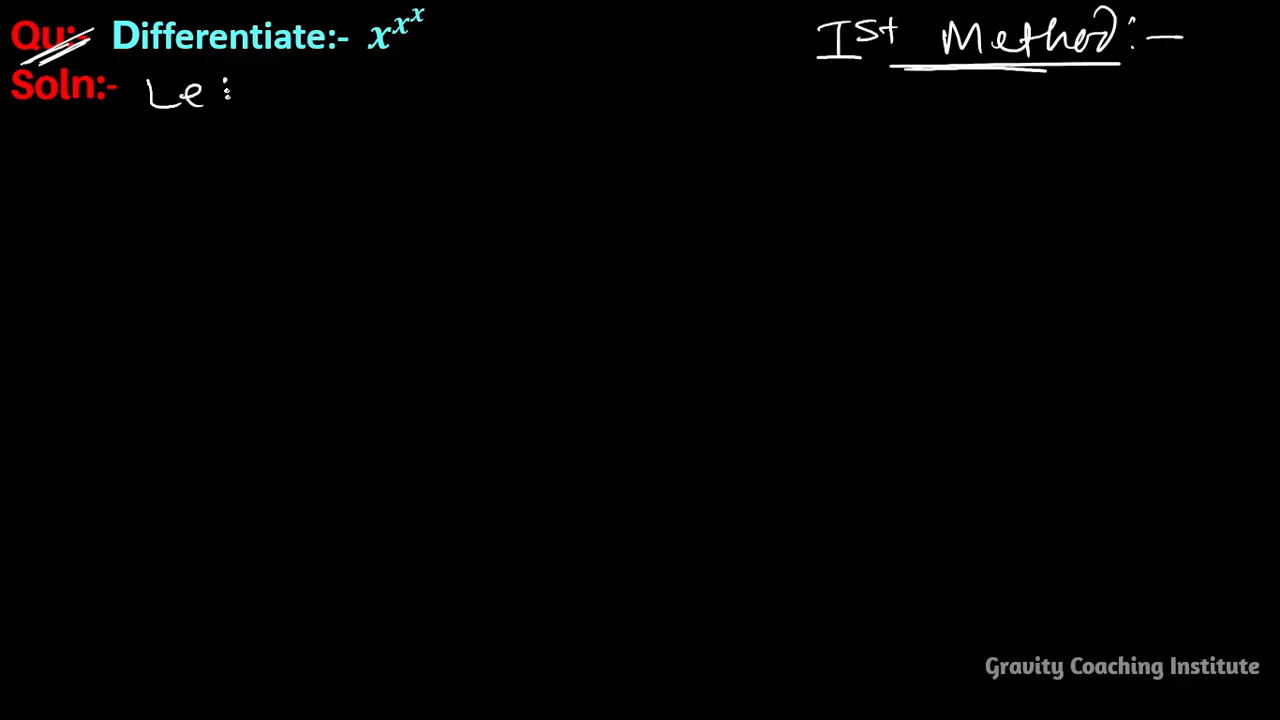 Qu:- Differentiate:- $x^{x^{x}}$
Ist Method:-
Soln:- Le
Gravity Coaching Institute